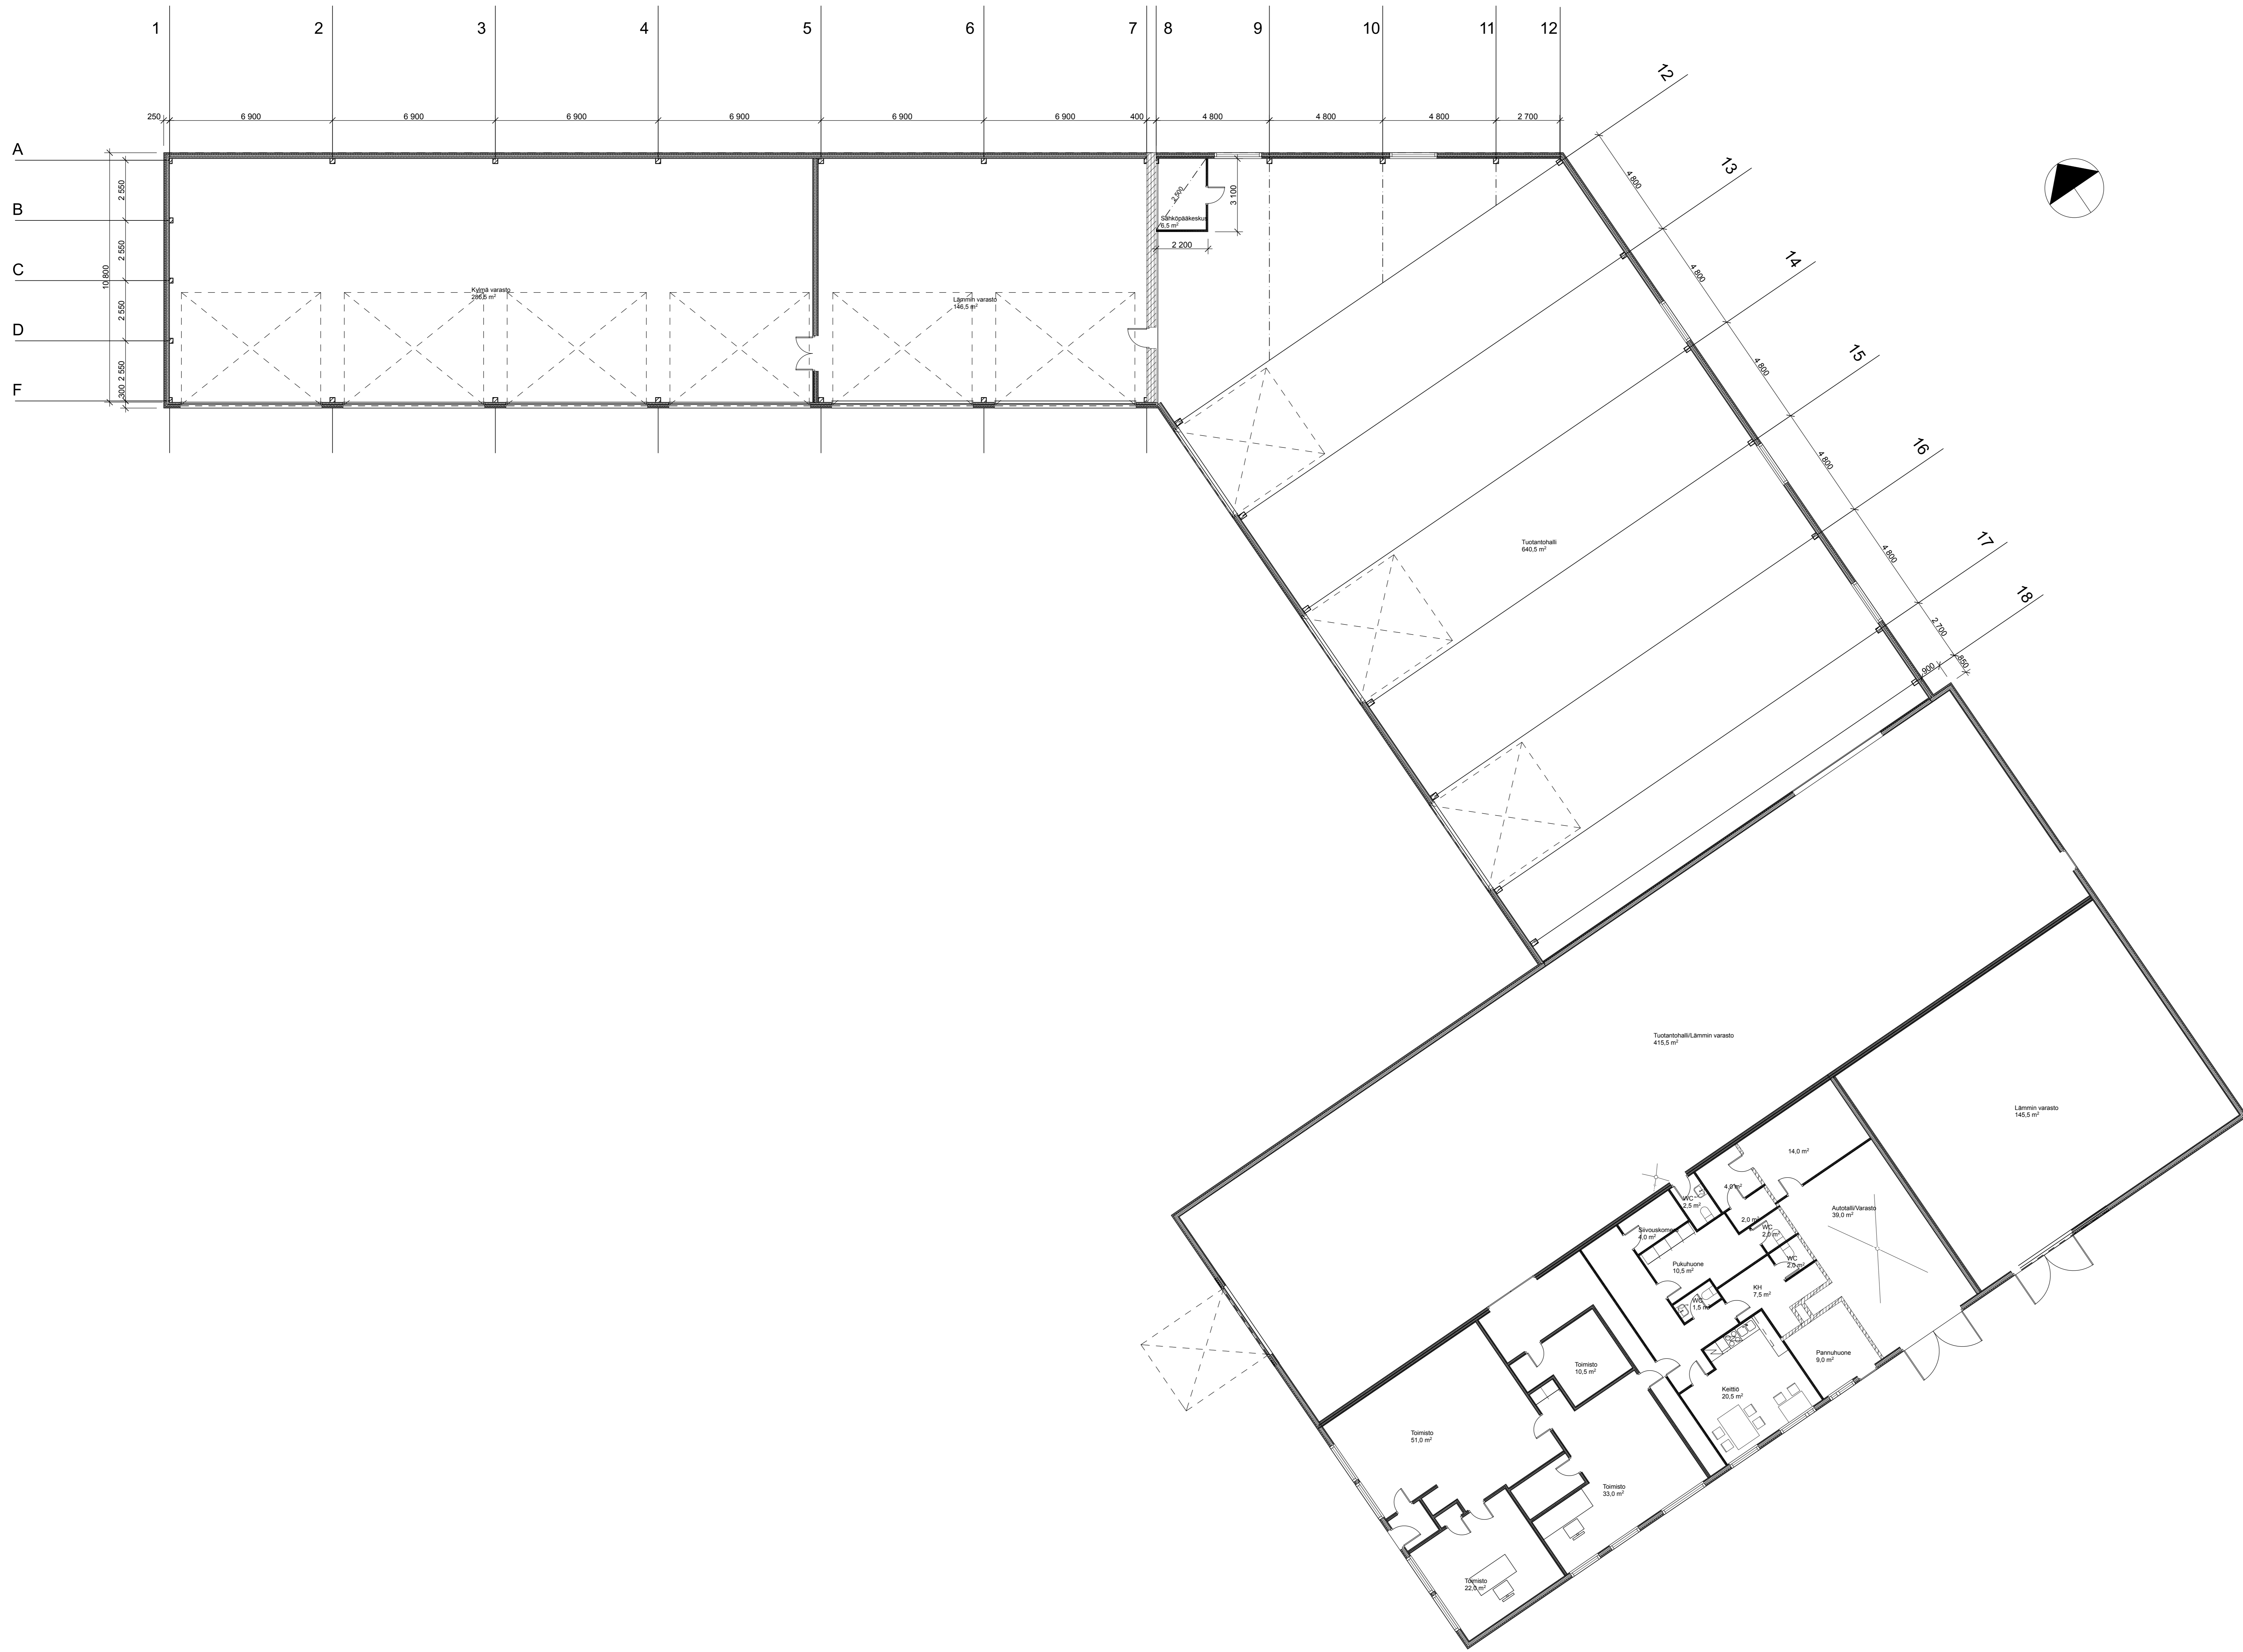 1 2 3 4 5 6 7 8 9 10 11 12
12
13
14
15
16
17
18
250 6 900 6 900 6 900 6 900 6 900 6 900 400 4 800 4 800 4 800 2 700
4 800
4 800
4 800
4 800
4 800
2 700
850
900
A
B
C
D
F
10 800
2 550
2 550
2 550
2 550
300
2 500
3 100
2 200
Sähköpääkeskus
6,5 m²
Kylmä varasto
286,5 m²
Lämmin varasto
146,5 m²
Tuotantohalli
640,5 m²
Tuotantohalli/Lämmin varasto
415,5 m²
Lämmin varasto
145,5 m²
14,0 m²
4,0 m²
WC
2,5 m²
Autotalli/Varasto
39,0 m²
2,0 m²
WC
2,0 m²
Siivouskomero
4,0 m²
Pukuhuone
10,5 m²
WC
2,0 m²
KH
7,5 m²
WC
1,5 m²
Pannuhuone
9,0 m²
Toimisto
10,5 m²
Keittiö
20,5 m²
Toimisto
51,0 m²
Toimisto
33,0 m²
Toimisto
22,0 m²